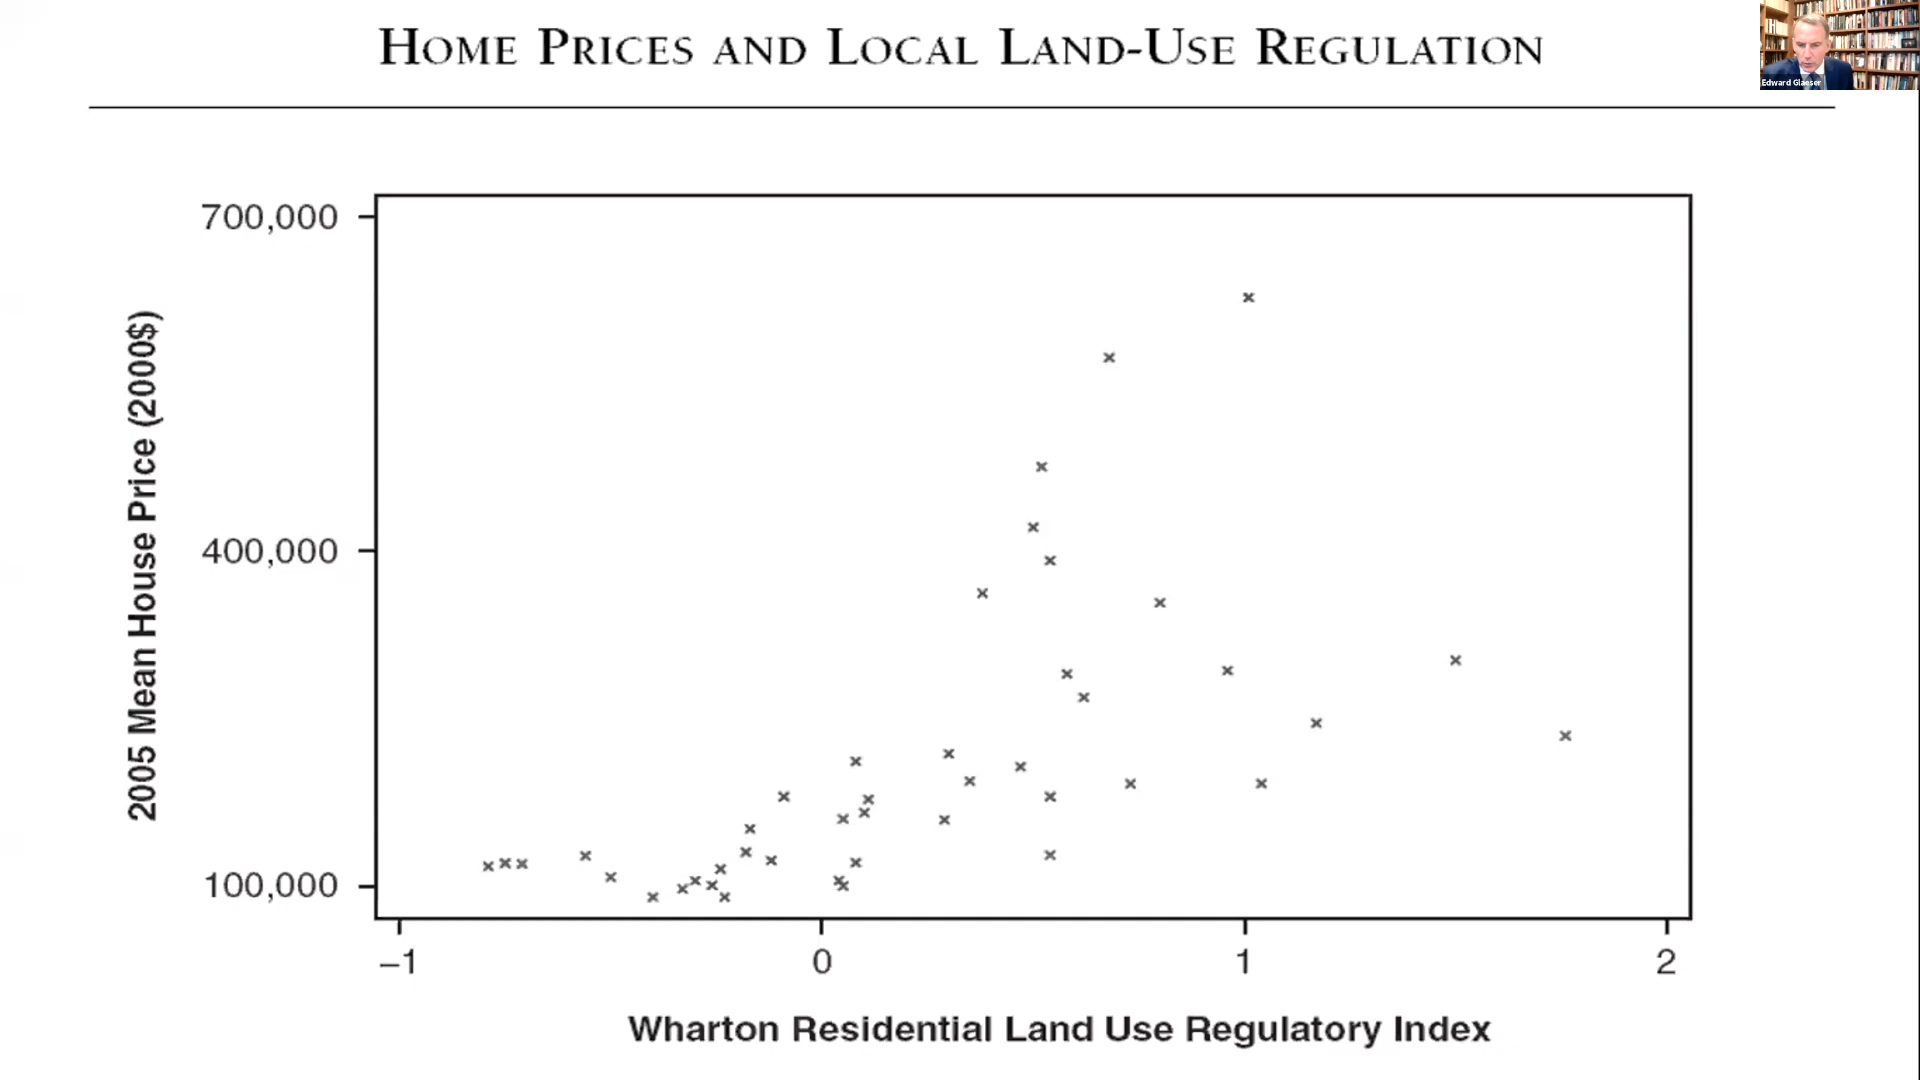 HOME PRICES AND LOCAL LAND-USE REGULATION
Edward Glaeser
700,000
400,000
100,000
2005 Mean House Price (2000$)
–1 0 1 2
Wharton Residential Land Use Regulatory Index